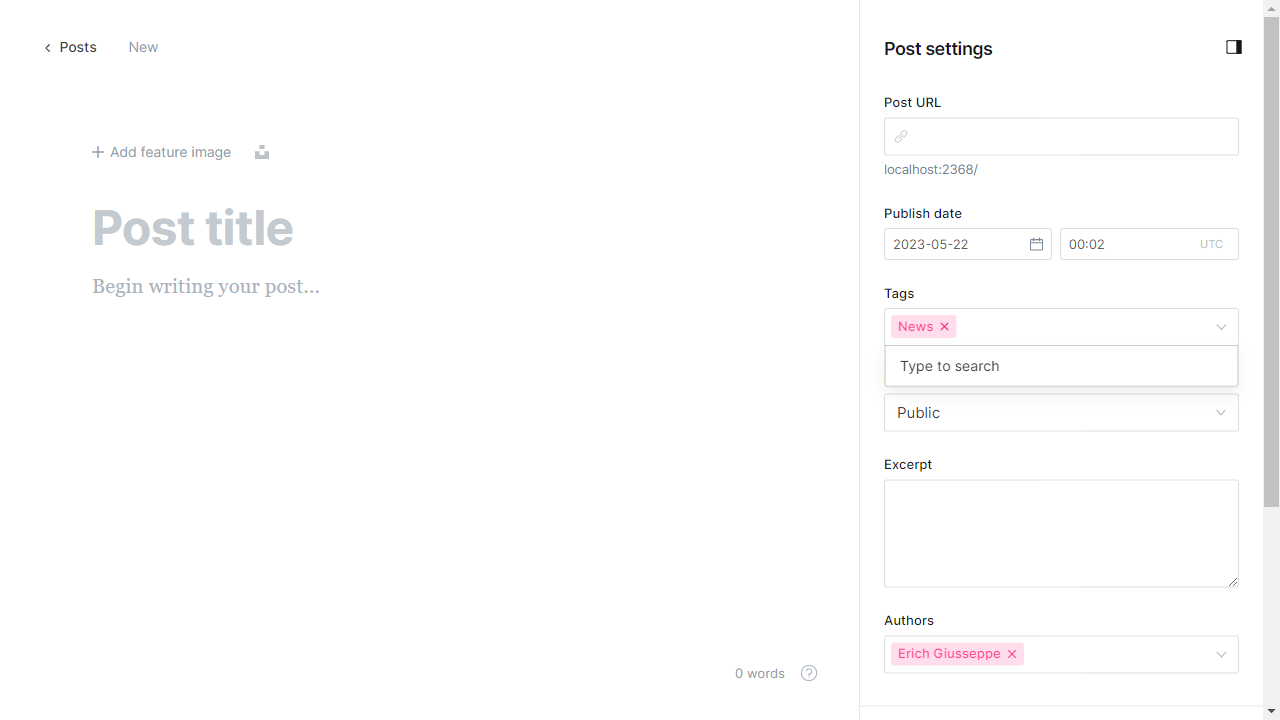 Posts
New
Add feature image
Post title
Begin writing your post...
0 words
?
Post settings
Post URL
localhost:2368/
Publish date
2023-05-22
00:02
UTC
Tags
News ×
Type to search
Public
Excerpt
Authors
Erich Giusseppe ×